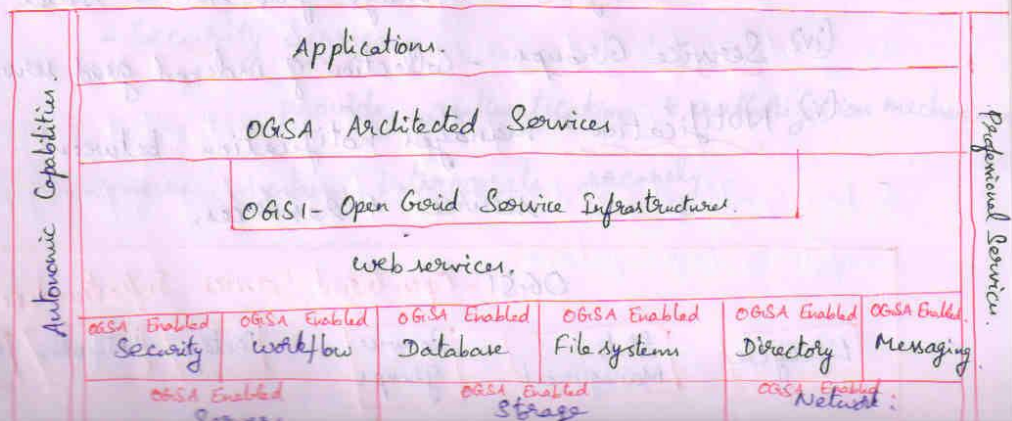 Applications.
OGSA Architected Services
OGSI - Open Grid Service Infrastructures.
web services.
OGSA Enabled Security
OGSA Enabled Workflow
OGSA Enabled Database
OGSA Enabled File systems
OGSA Enabled Directory
OGSA Enabled Messaging.
OGSA Enabled
OGSA Enabled Storage
OGSA Enabled Network
Autonomic Capabilities
Professional Services.